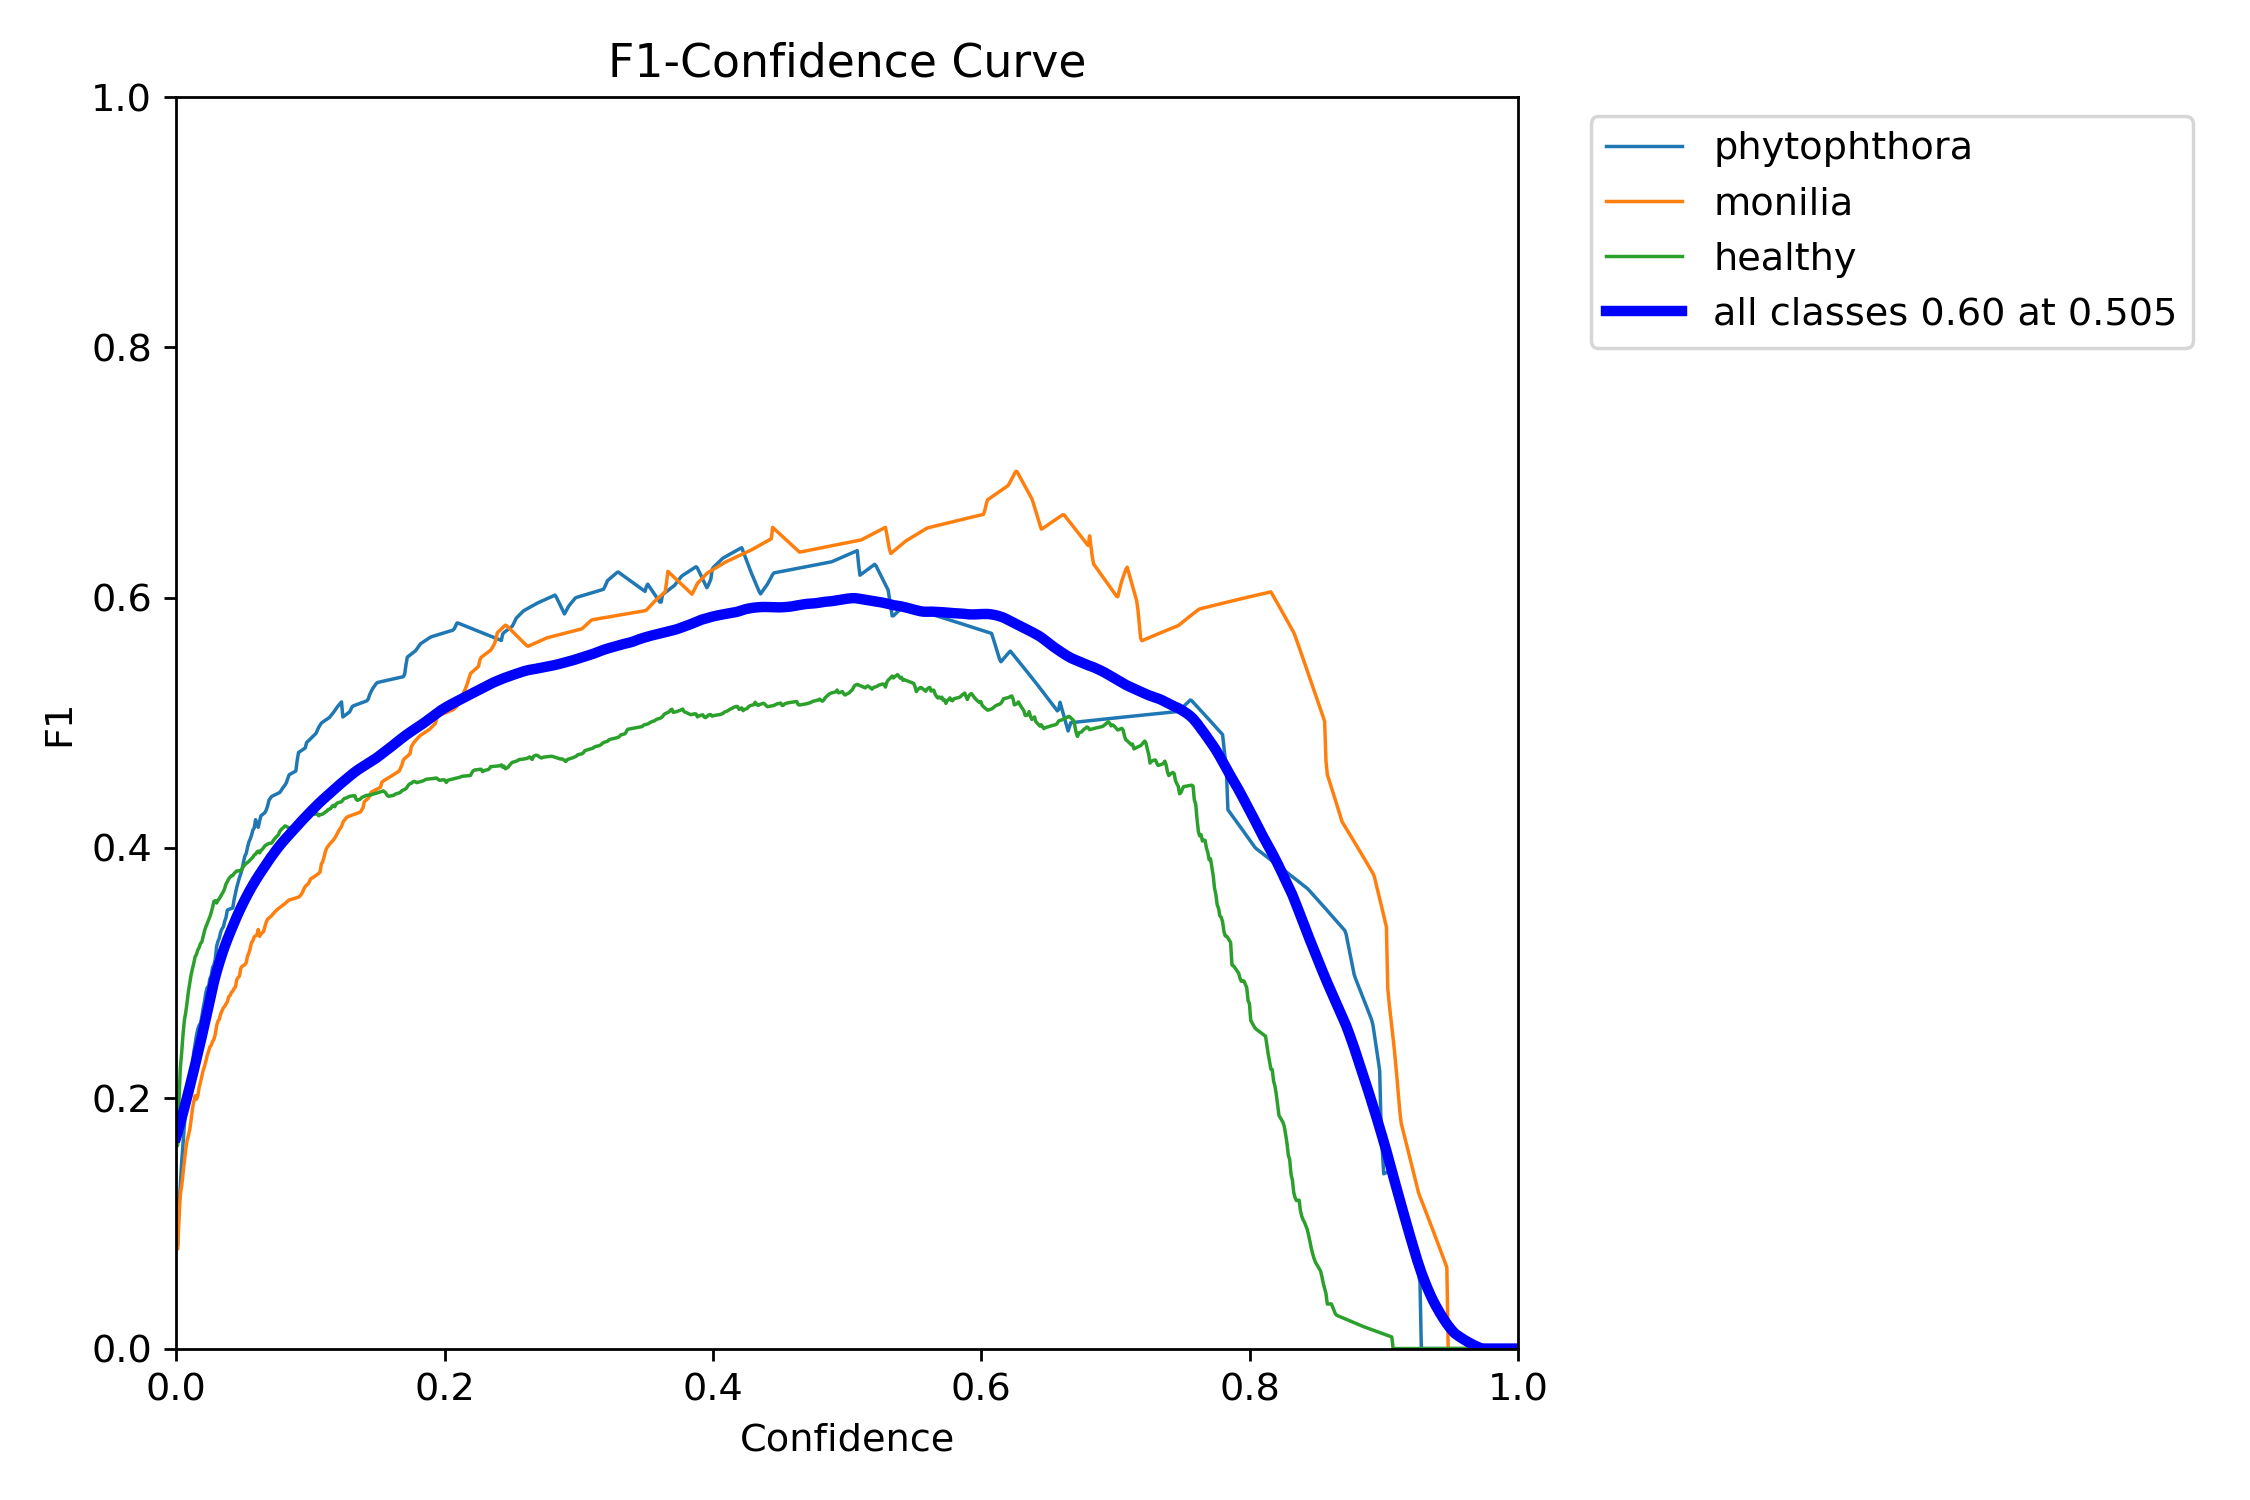 F1-Confidence Curve
1.0
0.8
0.6
0.4
0.2
0.0
F1
0.0 0.2 0.4 0.6 0.8 1.0
Confidence
phytophthora
monilia
healthy
all classes 0.60 at 0.505